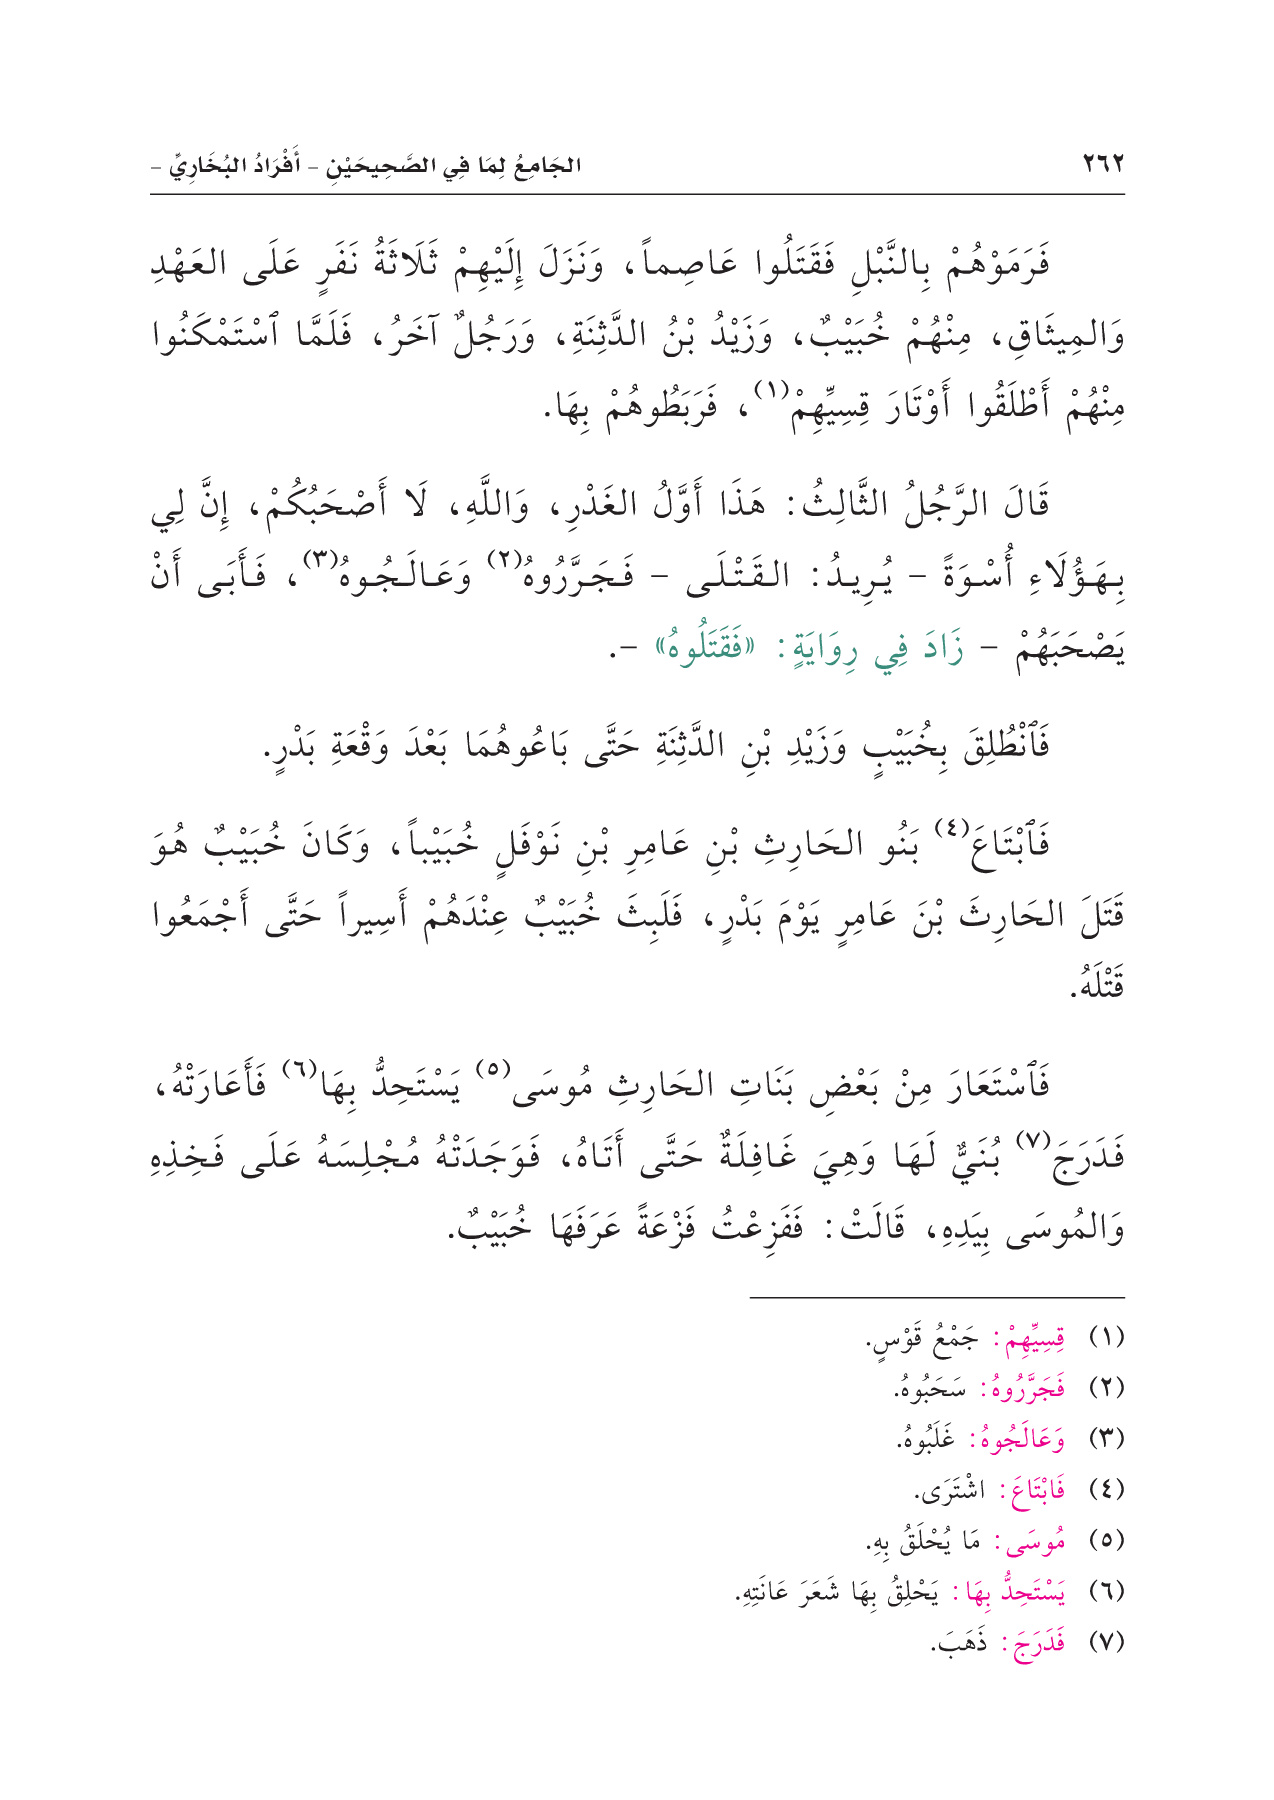 ٢٦٢ الجَامِعُ لِمَا فِي الصَّحِيحَيْنِ – أَفْرَادُ البُخَارِيِّ –
فَرَمَوْهُمْ بِالنَّبْلِ فَقَتَلُوا عَاصِماً، وَنَزَلَ إِلَيْهِمْ ثَلَاثَةُ نَفَرٍ عَلَى العَهْدِ
وَالمِيثَاقِ، مِنْهُمْ خُبَيْبٌ، وَزَيْدُ بْنُ الدَّثِنَةِ، وَرَجُلٌ آخَرُ، فَلَمَّا ٱسْتَمْكَنُوا
مِنْهُمْ أَطْلَقُوا أَوْتَارَ قِسِيِّهِمْ(١)، فَرَبَطُوهُمْ بِهَا.
قَالَ الرَّجُلُ الثَّالِثُ: هَذَا أَوَّلُ الغَدْرِ، وَاللَّهِ، لَا أَصْحَبُكُمْ، إِنَّ لِي
بِهَؤُلَاءِ أُسْوَةً – يُرِيدُ: القَتْلَى – فَجَرَّرُوهُ(٢) وَعَالَجُوهُ(٣)، فَأَبَى أَنْ
يَصْحَبَهُمْ – زَادَ فِي رِوَايَةٍ: «فَقَتَلُوهُ» –.
فَٱنْطُلِقَ بِخُبَيْبٍ وَزَيْدِ بْنِ الدَّثِنَةِ حَتَّى بَاعُوهُمَا بَعْدَ وَقْعَةِ بَدْرٍ.
فَٱبْتَاعَ(٤) بَنُو الحَارِثِ بْنِ عَامِرِ بْنِ نَوْفَلٍ خُبَيْباً، وَكَانَ خُبَيْبٌ هُوَ
قَتَلَ الحَارِثَ بْنَ عَامِرٍ يَوْمَ بَدْرٍ، فَلَبِثَ خُبَيْبٌ عِنْدَهُمْ أَسِيراً حَتَّى أَجْمَعُوا
قَتْلَهُ.
فَٱسْتَعَارَ مِنْ بَعْضِ بَنَاتِ الحَارِثِ مُوسَى(٥) يَسْتَحِدُّ بِهَا(٦) فَأَعَارَتْهُ،
فَدَرَجَ(٧) بُنَيٌّ لَهَا وَهِيَ غَافِلَةٌ حَتَّى أَتَاهُ، فَوَجَدَتْهُ مُجْلِسَهُ عَلَى فَخِذِهِ
وَالمُوسَى بِيَدِهِ، قَالَتْ: فَفَزِعْتُ فَزْعَةً عَرَفَهَا خُبَيْبٌ.
(١) قِسِيِّهِمْ: جَمْعُ قَوْسٍ.
(٢) فَجَرَّرُوهُ: سَحَبُوهُ.
(٣) وَعَالَجُوهُ: غَلَبُوهُ.
(٤) فَابْتَاعَ: اشْتَرَى.
(٥) مُوسَى: مَا يُحْلَقُ بِهِ.
(٦) يَسْتَحِدُّ بِهَا: يَحْلِقُ بِهَا شَعَرَ عَانَتِهِ.
(٧) فَدَرَجَ: ذَهَبَ.